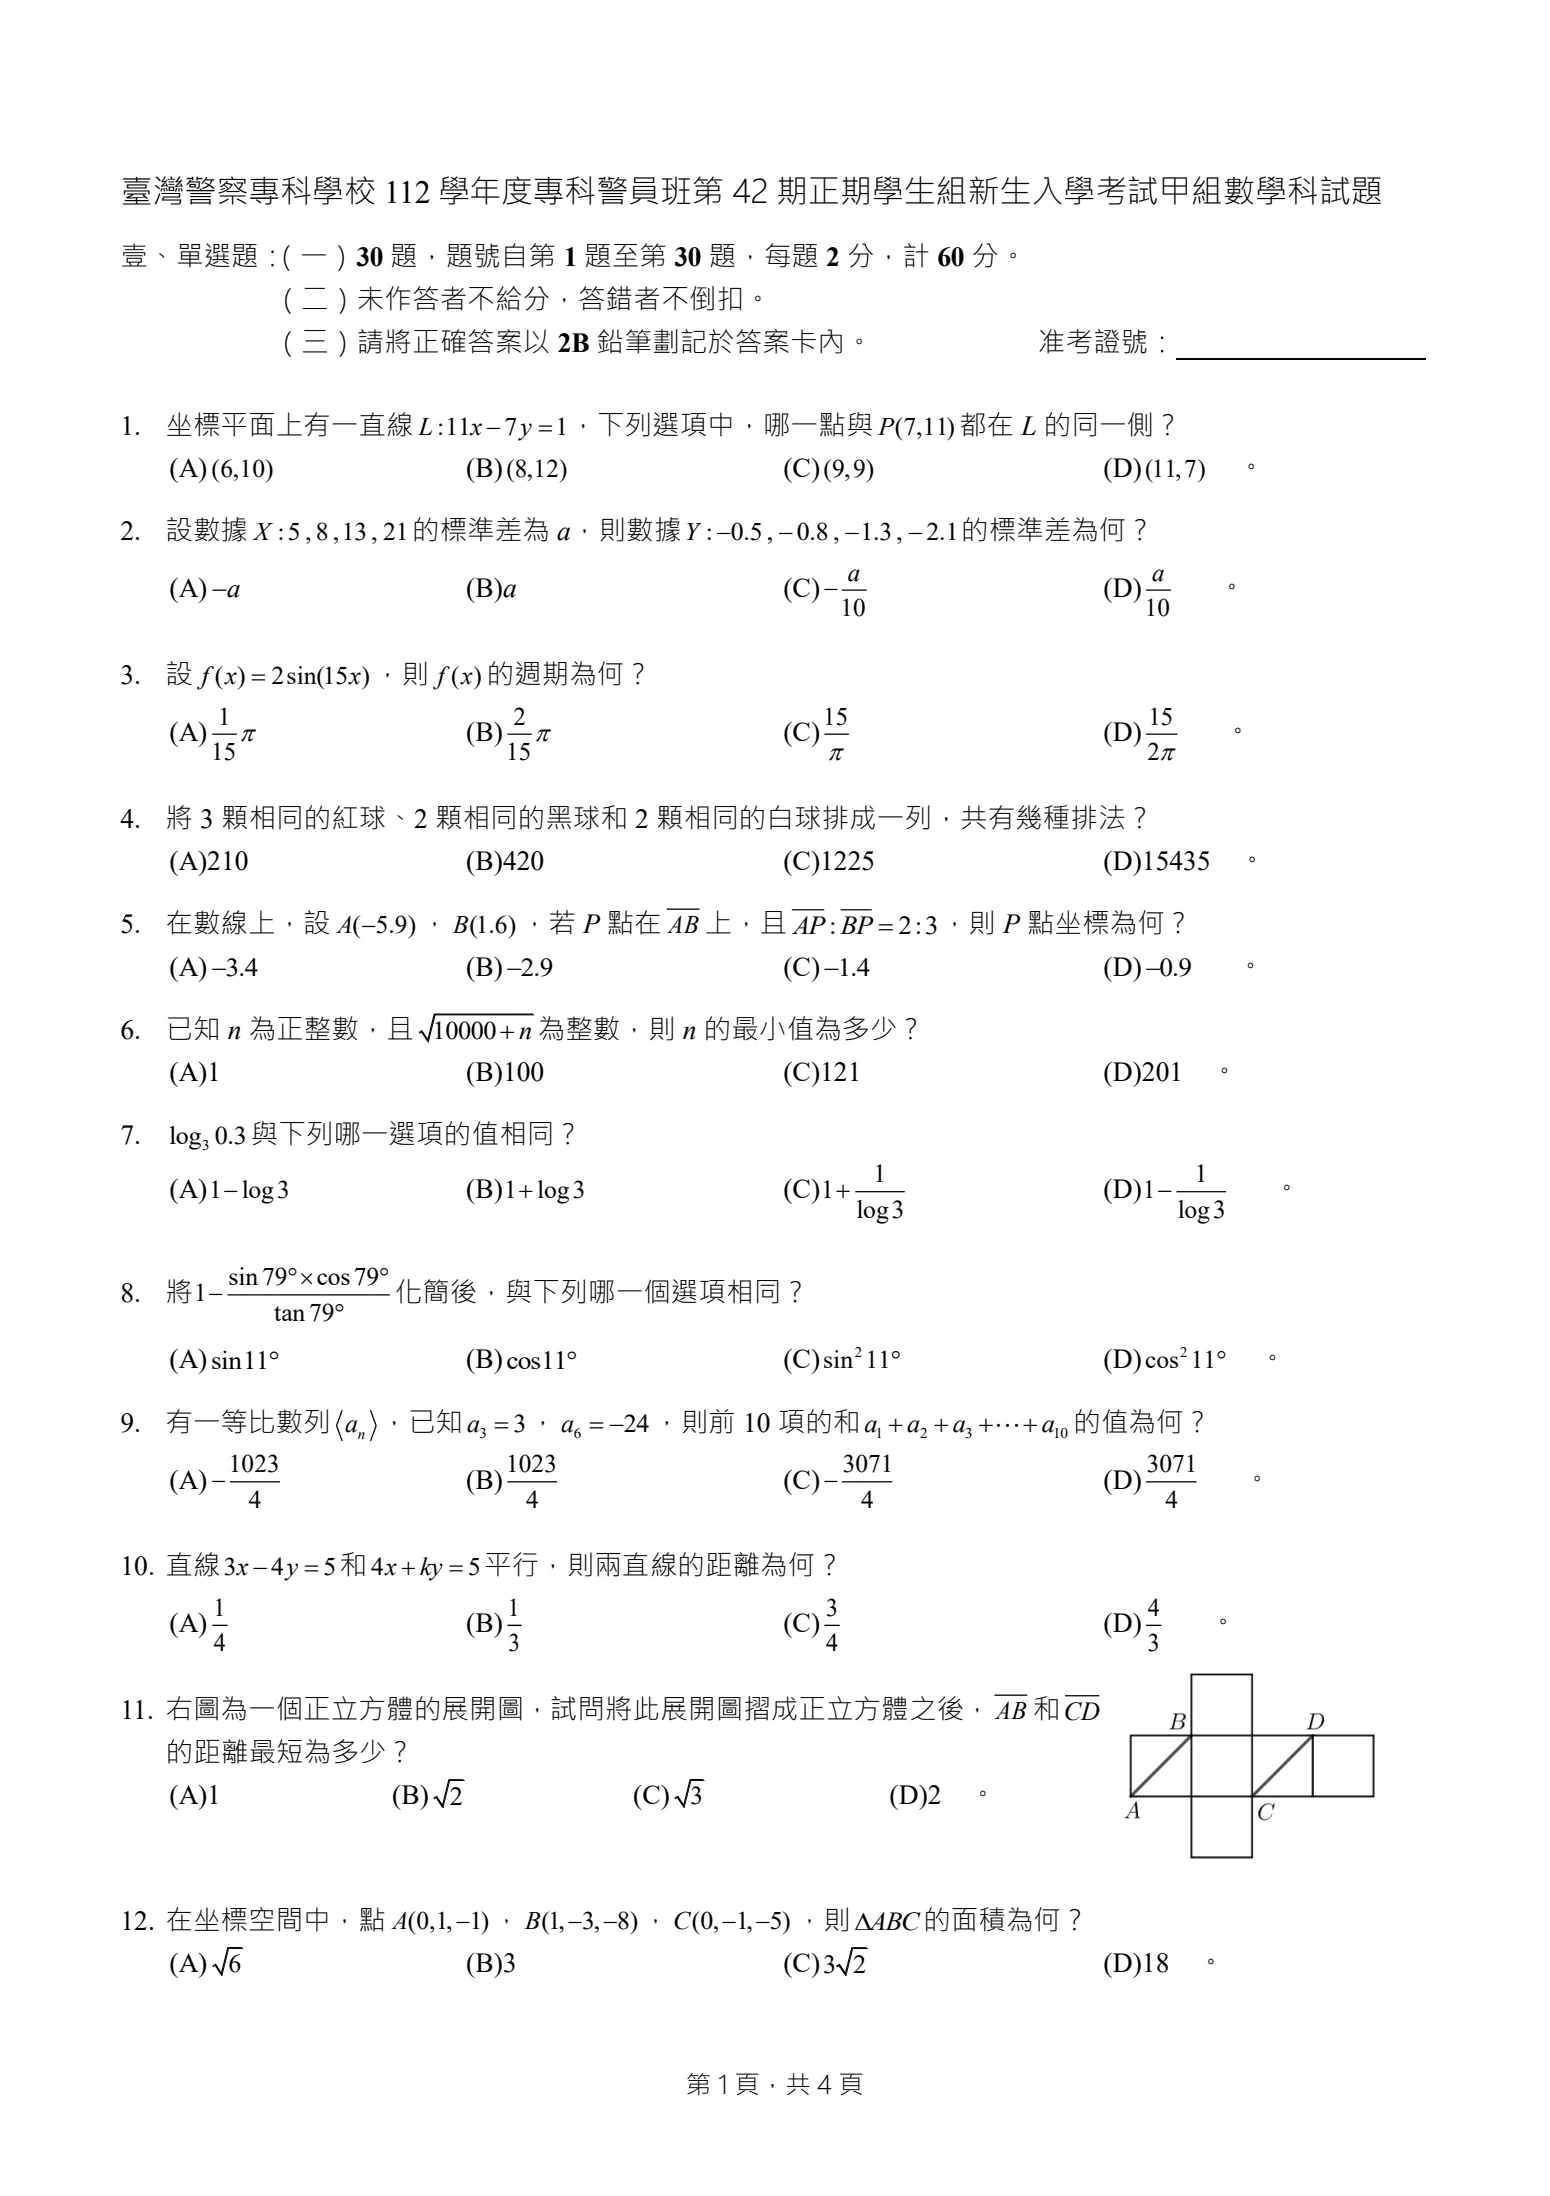 臺灣警察專科學校 112 學年度專科警員班第 42 期正期學生組新生入學考試甲組數學科試題
壹、單選題：（一）30 題，題號自第 1 題至第 30 題，每題 2 分，計 60 分。
（二）未作答者不給分，答錯者不倒扣。
（三）請將正確答案以 2B 鉛筆劃記於答案卡內。 准考證號：
1. 坐標平面上有一直線 L:11x−7y=1，下列選項中，哪一點與 P(7,11) 都在 L 的同一側？
(A)(6,10) (B)(8,12) (C)(9,9) (D)(11,7) 。
2. 設數據 X:5,8,13,21 的標準差為 a，則數據 Y:−0.5,−0.8,−1.3,−2.1 的標準差為何？
(A)−a (B)a (C)−a/10 (D)a/10 。
3. 設 f(x)=2sin(15x)，則 f(x) 的週期為何？
(A)1/15 π (B)2/15 π (C)15/π (D)15/2π 。
4. 將 3 顆相同的紅球、2 顆相同的黑球和 2 顆相同的白球排成一列，共有幾種排法？
(A)210 (B)420 (C)1225 (D)15435 。
5. 在數線上，設 A(−5.9)，B(1.6)，若 P 點在 A̅B̅ 上，且 A̅P̅:B̅P̅=2:3，則 P 點坐標為何？
(A)−3.4 (B)−2.9 (C)−1.4 (D)−0.9 。
6. 已知 n 為正整數，且 √(10000+n) 為整數，則 n 的最小值為多少？
(A)1 (B)100 (C)121 (D)201 。
7. log₃ 0.3 與下列哪一選項的值相同？
(A)1−log3 (B)1+log3 (C)1+1/log3 (D)1−1/log3 。
8. 將 1−(sin79°×cos79°)/tan79° 化簡後，與下列哪一個選項相同？
(A)sin11° (B)cos11° (C)sin²11° (D)cos²11° 。
9. 有一等比數列⟨aₙ⟩，已知 a₃=3，a₆=−24，則前 10 項的和 a₁+a₂+a₃+⋯+a₁₀ 的值為何？
(A)−1023/4 (B)1023/4 (C)−3071/4 (D)3071/4 。
10. 直線 3x−4y=5 和 4x+ky=5 平行，則兩直線的距離為何？
(A)1/4 (B)1/3 (C)3/4 (D)4/3 。
11. 右圖為一個正立方體的展開圖，試問將此展開圖摺成正立方體之後，A̅B̅ 和 C̅D̅
的距離最短為多少？
(A)1 (B)√2 (C)√3 (D)2 。
B D
A C
12. 在坐標空間中，點 A(0,1,−1)，B(1,−3,−8)，C(0,−1,−5)，則 ΔABC 的面積為何？
(A)√6 (B)3 (C)3√2 (D)18 。
第 1 頁，共 4 頁